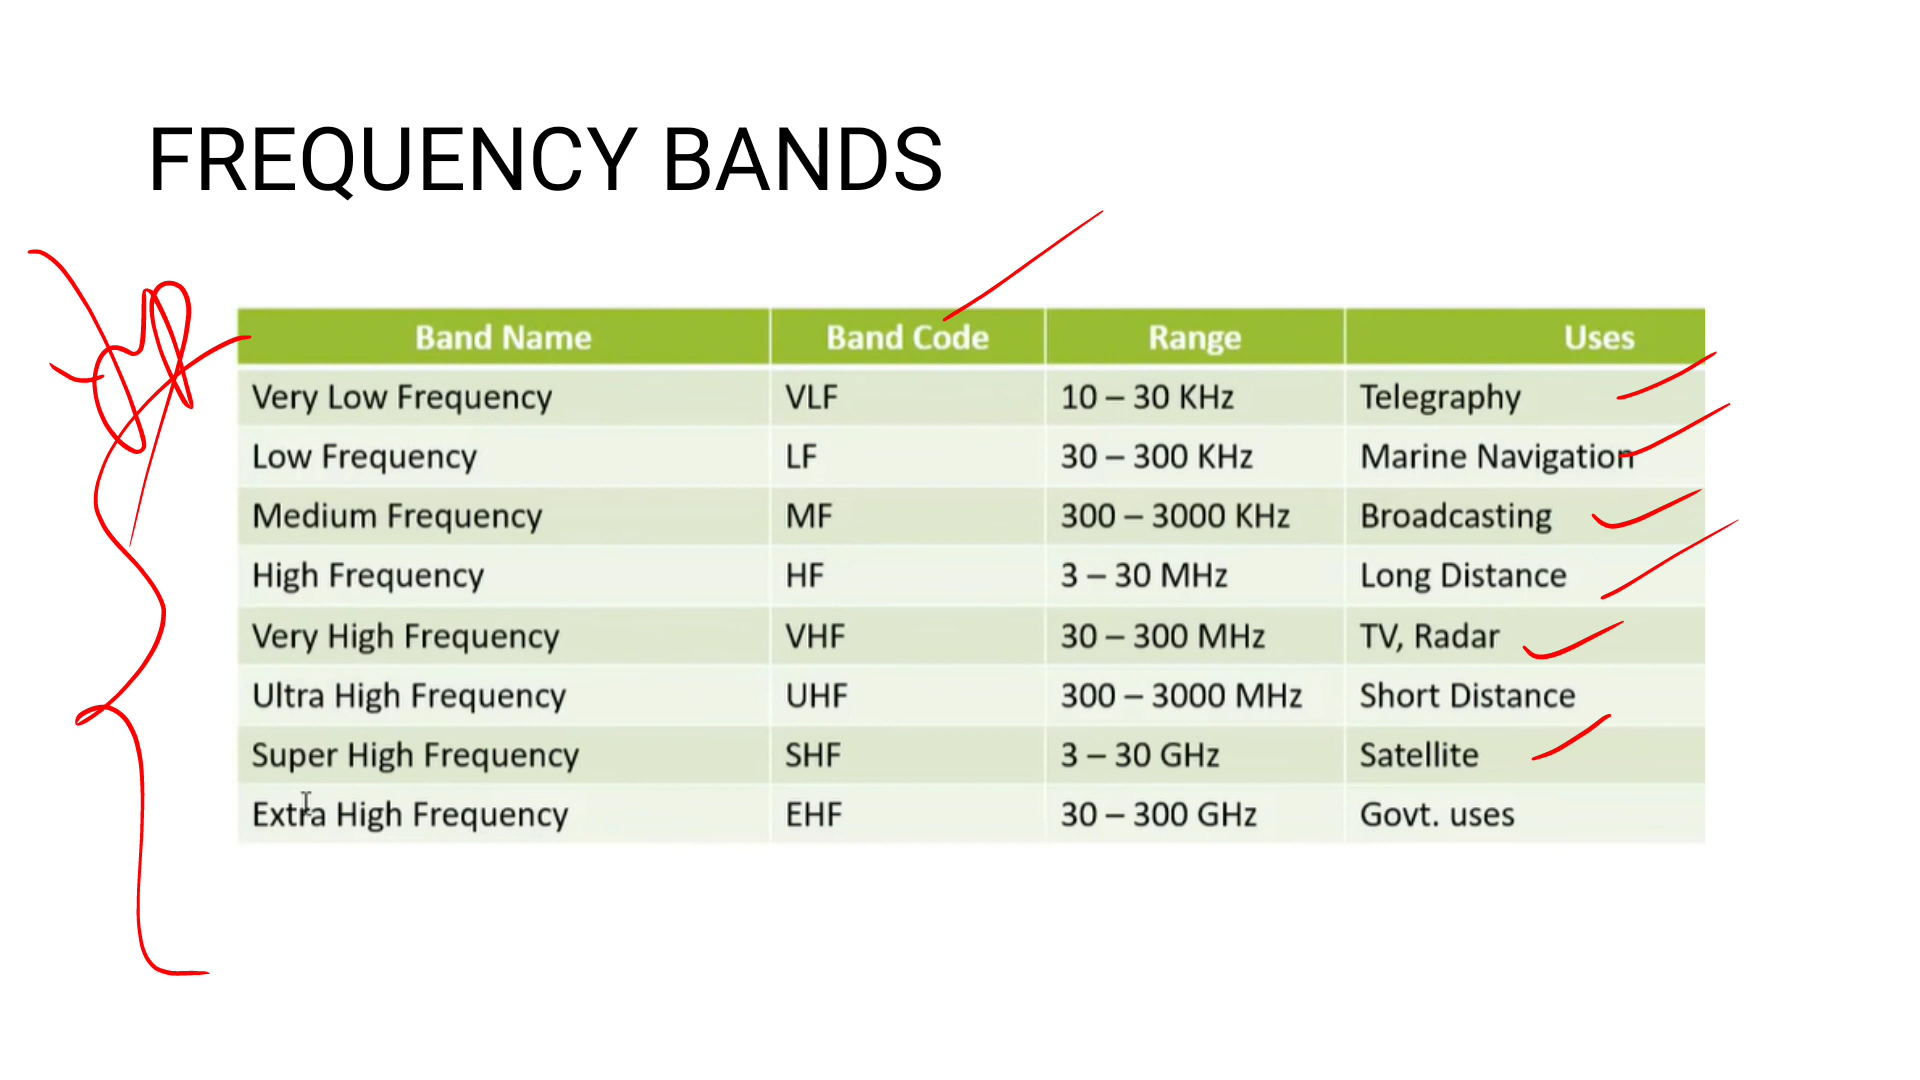 FREQUENCY BANDS
Band Name Band Code Range Uses
Very Low Frequency VLF 10 – 30 KHz Telegraphy
Low Frequency LF 30 – 300 KHz Marine Navigation
Medium Frequency MF 300 – 3000 KHz Broadcasting
High Frequency HF 3 – 30 MHz Long Distance
Very High Frequency VHF 30 – 300 MHz TV, Radar
Ultra High Frequency UHF 300 – 3000 MHz Short Distance
Super High Frequency SHF 3 – 30 GHz Satellite
Extra High Frequency EHF 30 – 300 GHz Govt. uses